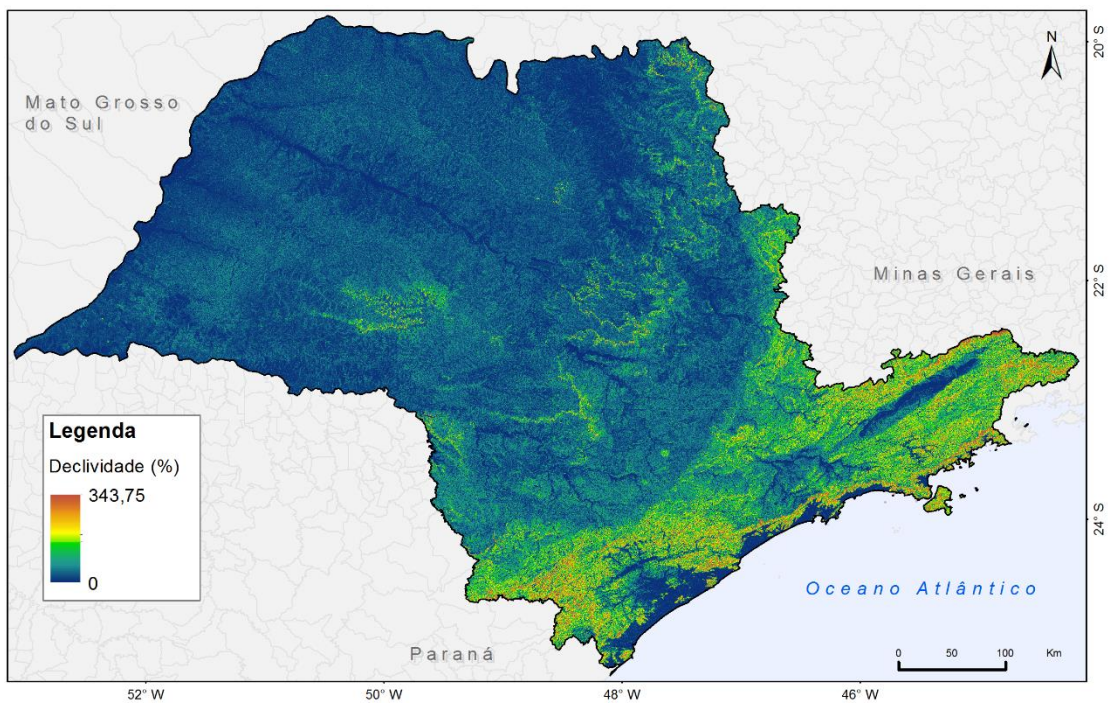 N
20° S
Mato Grosso
do Sul
Minas Gerais
22° S
Legenda
Declividade (%)
343,75
0
24° S
Oceano Atlântico
Paraná
0 50 100 Km
52° W 50° W 48° W 46° W